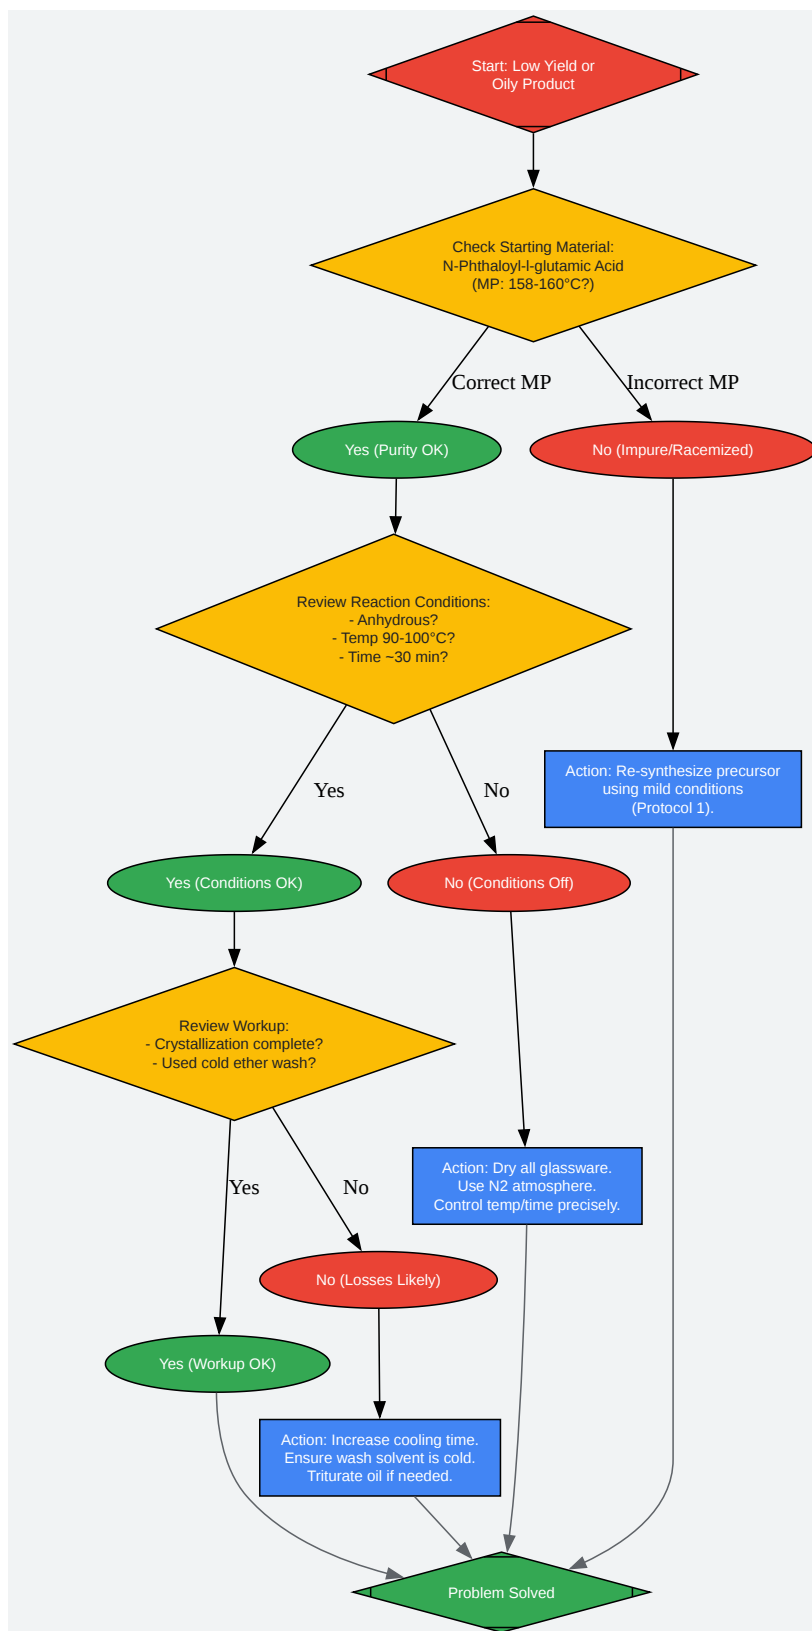 Start: Low Yield or
Oily Product
Check Starting Material:
N-Phthaloyl-l-glutamic Acid
(MP: 158-160°C?)
Correct MP
Incorrect MP
Yes (Purity OK)
No (Impure/Racemized)
Review Reaction Conditions:
- Anhydrous?
- Temp 90-100°C?
- Time ~30 min?
Action: Re-synthesize precursor
using mild conditions
(Protocol 1).
Yes
No
Yes (Conditions OK)
No (Conditions Off)
Review Workup:
- Crystallization complete?
- Used cold ether wash?
Action: Dry all glassware.
Use N2 atmosphere.
Control temp/time precisely.
Yes
No
No (Losses Likely)
Yes (Workup OK)
Action: Increase cooling time.
Ensure wash solvent is cold.
Triturate oil if needed.
Problem Solved